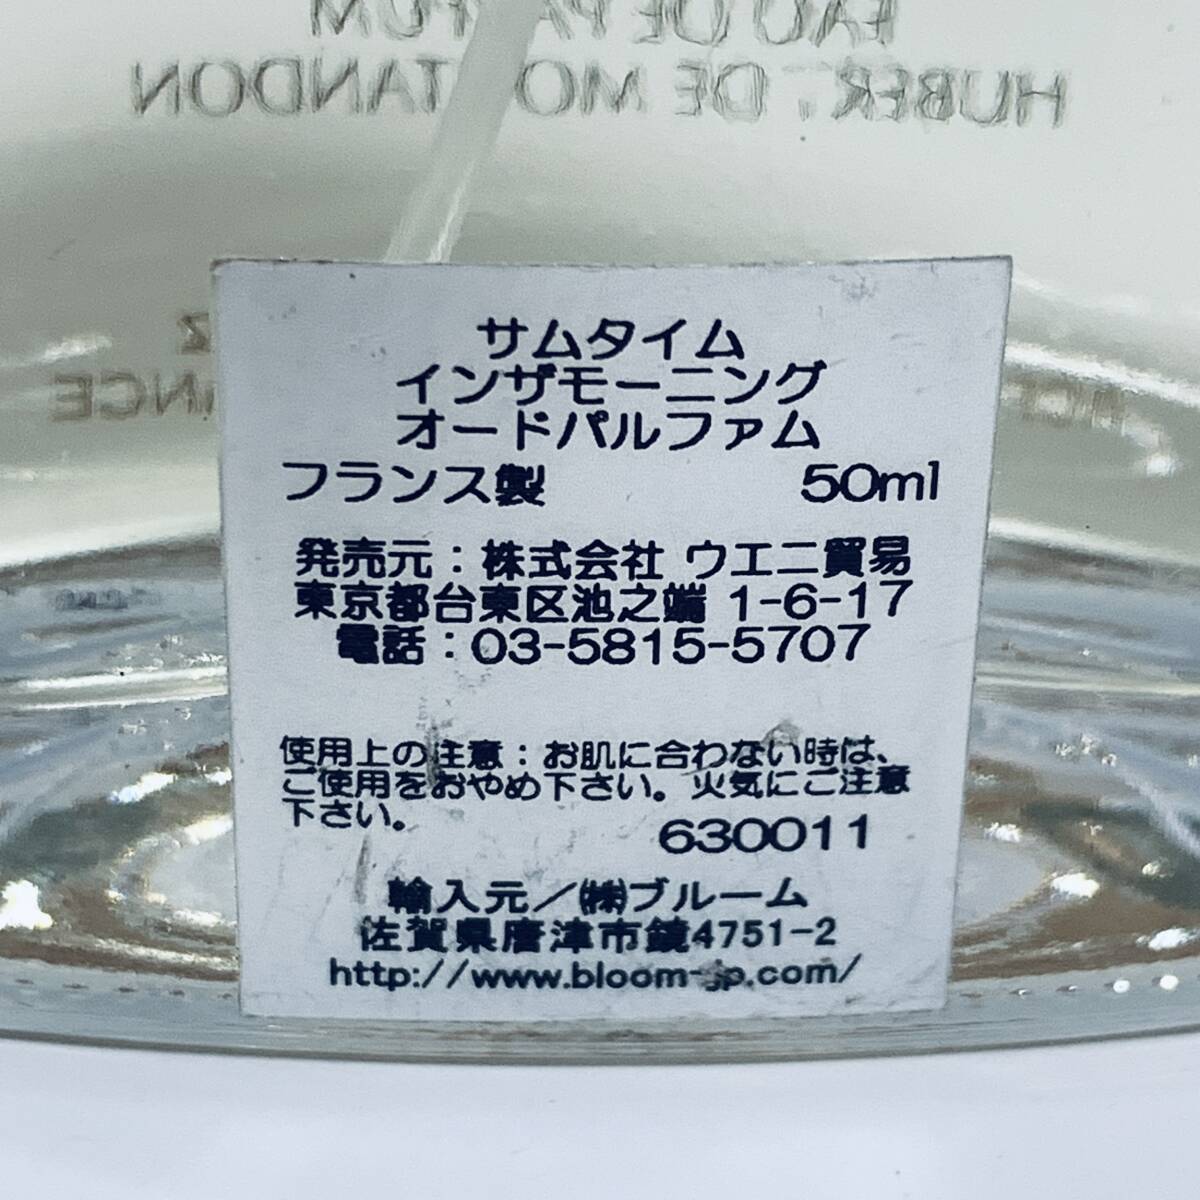 EAU DE PARFUM
HUBERT DE MONTANDON
サムタイム
インザモーニング
オードパルファム
フランス製 50ml
発売元：株式会社 ウエニ貿易
東京都台東区池之端 1-6-17
電話：03-5815-5707
使用上の注意：お肌に合わない時は、
ご使用をおやめ下さい。火気にご注意
下さい。
630011
輸入元／㈱ブルーム
佐賀県唐津市鏡4751-2
http://www.bloom-jp.com/